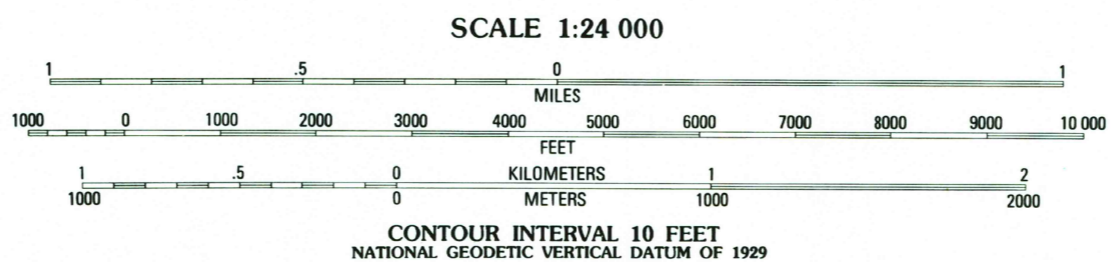 SCALE 1:24 000
1 .5 0 1
MILES
1000 0 1000 2000 3000 4000 5000 6000 7000 8000 9000 10 000
FEET
1 .5 0 KILOMETERS 1 2
1000 0 METERS 1000 2000
CONTOUR INTERVAL 10 FEET
NATIONAL GEODETIC VERTICAL DATUM OF 1929